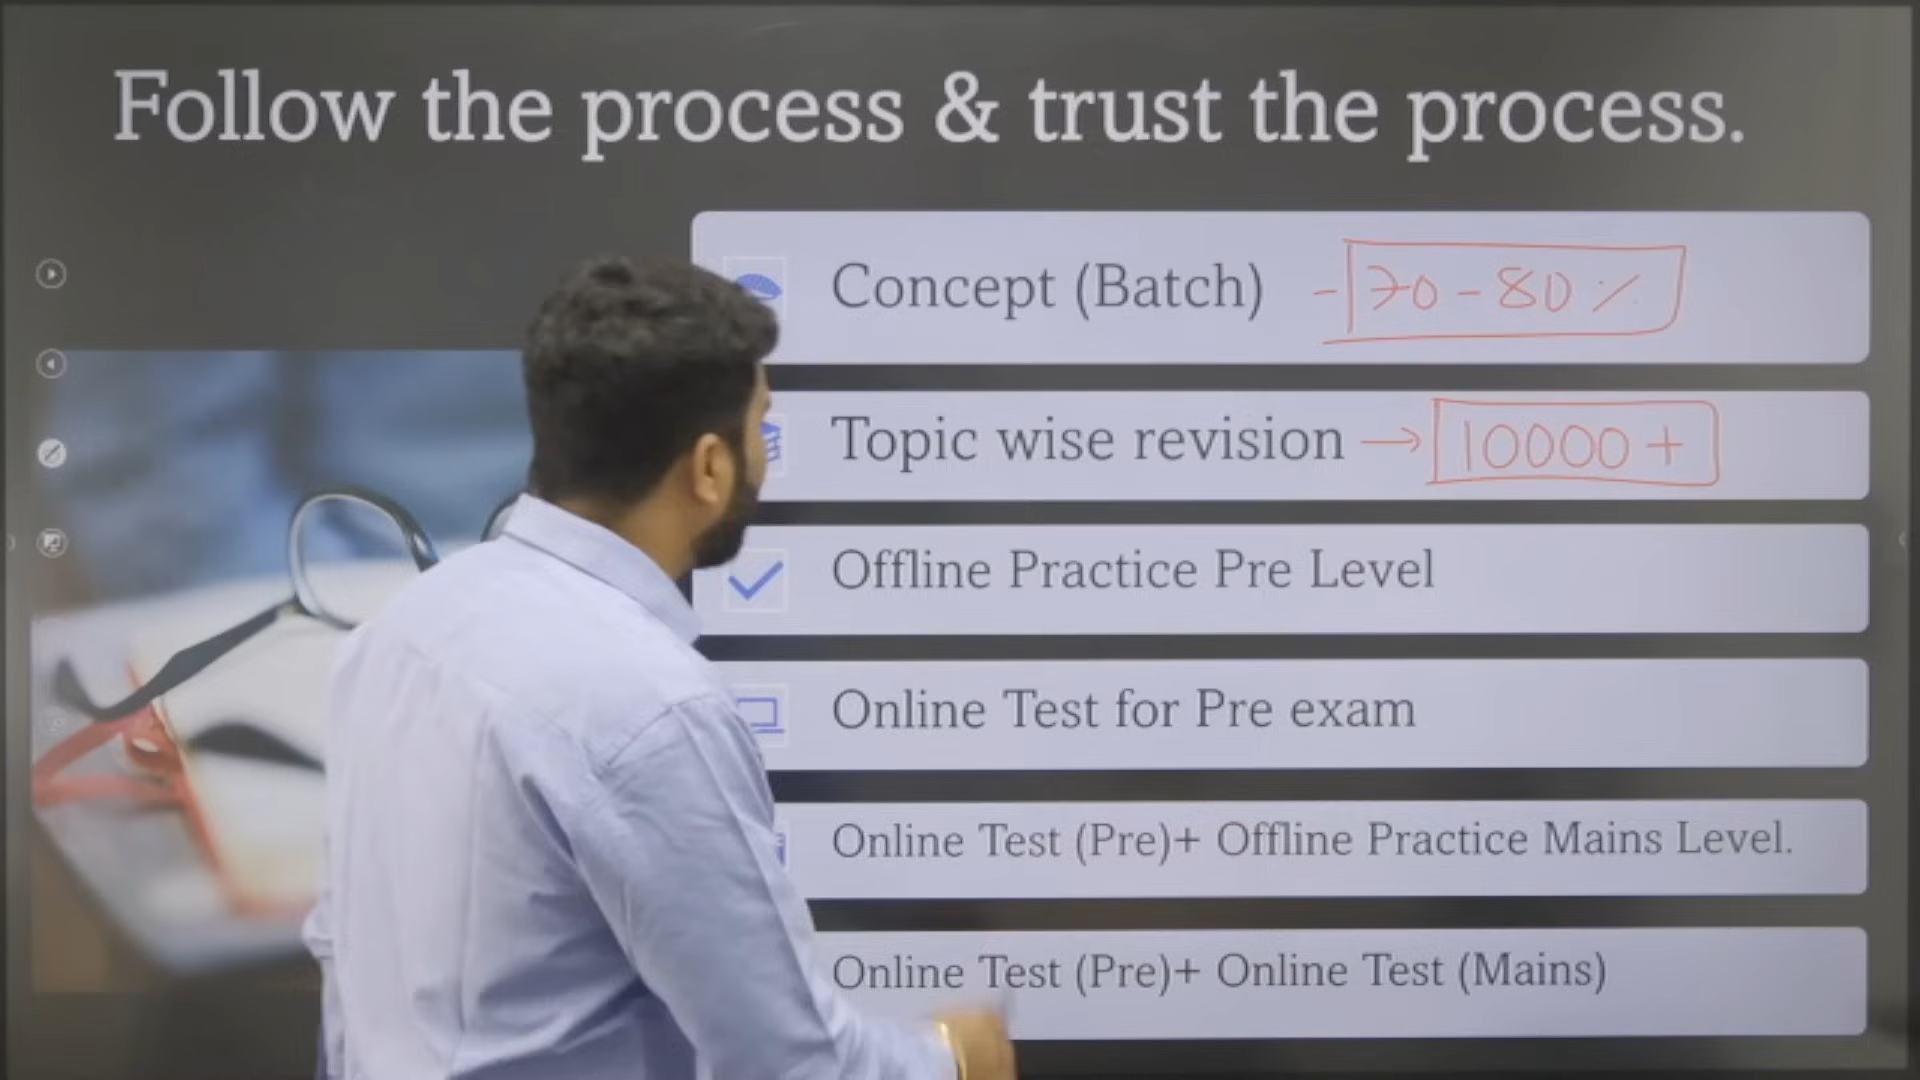 Follow the process & trust the process.
Concept (Batch) - 70 - 80 %
Topic wise revision → 10000 +
Offline Practice Pre Level
Online Test for Pre exam
Online Test (Pre)+ Offline Practice Mains Level.
Online Test (Pre)+ Online Test (Mains)